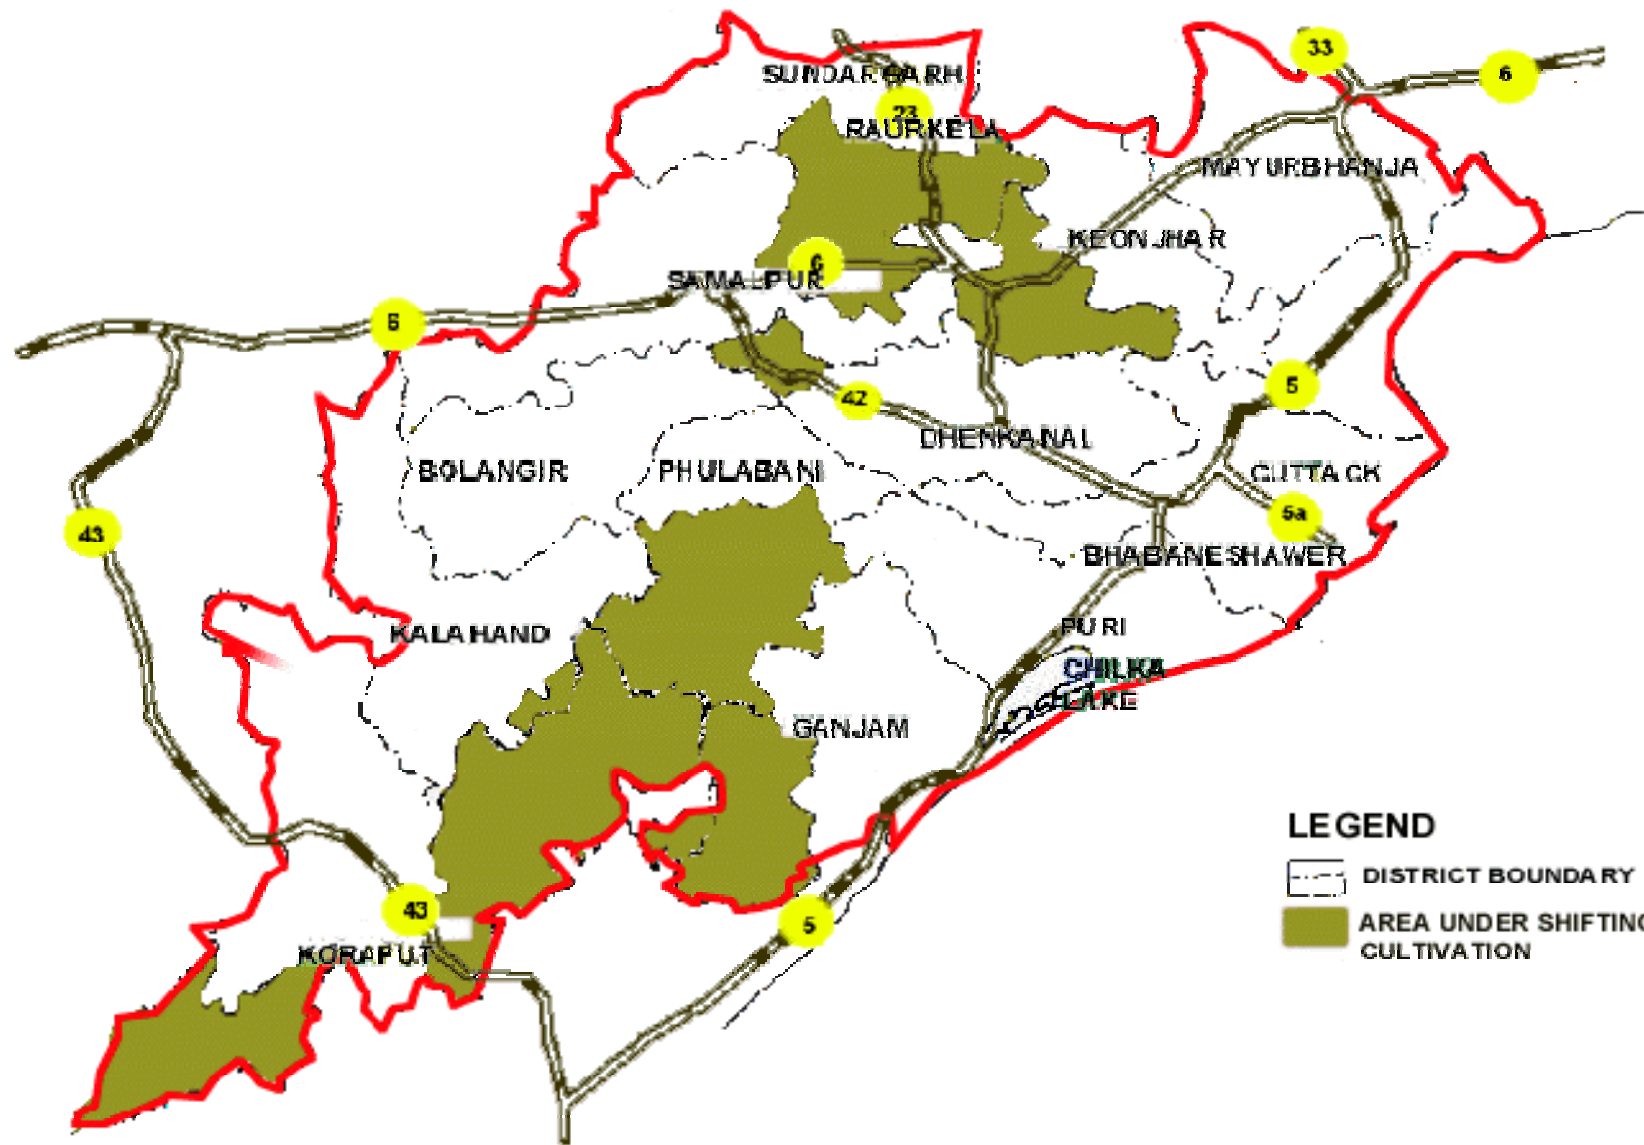 33
6
SUNDARGARH
23
RAURKELA
MAYURBHANJA
KEONJHAR
6
SAMALPUR
6
5
42
DHENKANAL
BOLANGIR
PHULABANI
CUTTACK
5a
43
BHABANESHAWER
PURI
KALAHAND
CHILKA
LAKE
GANJAM
LEGEND
DISTRICT BOUNDARY
AREA UNDER SHIFTING
CULTIVATION
43
5
KORAPUT